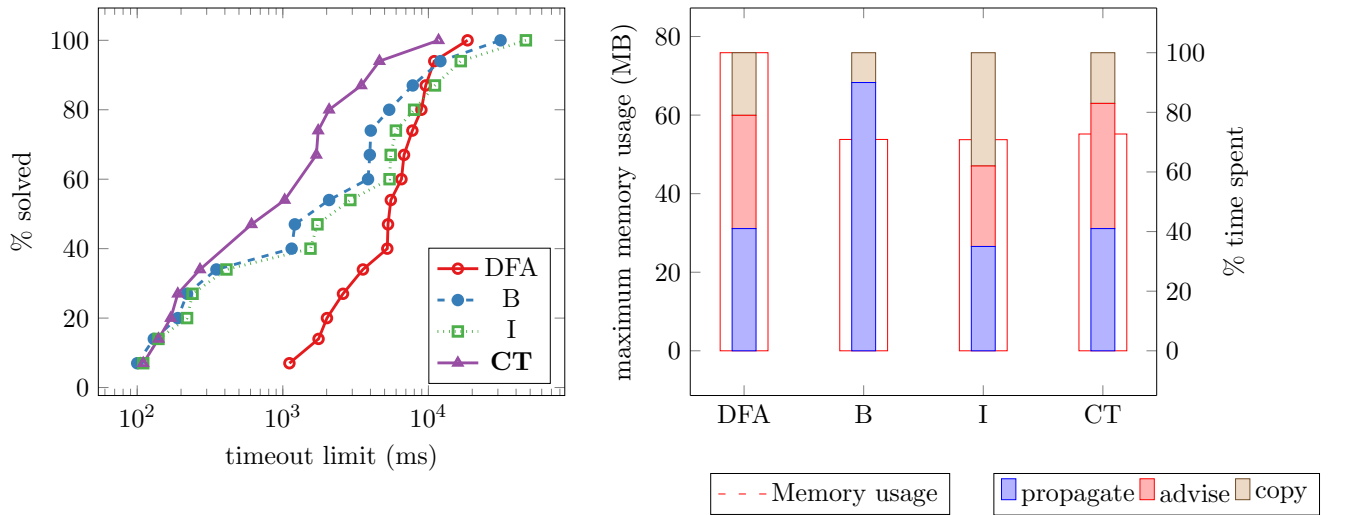 % solved
100
80
60
40
20
0
10^2
10^3
10^4
timeout limit (ms)
DFA
B
I
CT
maximum memory usage (MB)
80
60
40
20
0
100
80
60
40
20
0
% time spent
DFA B I CT
Memory usage
propagate advise copy